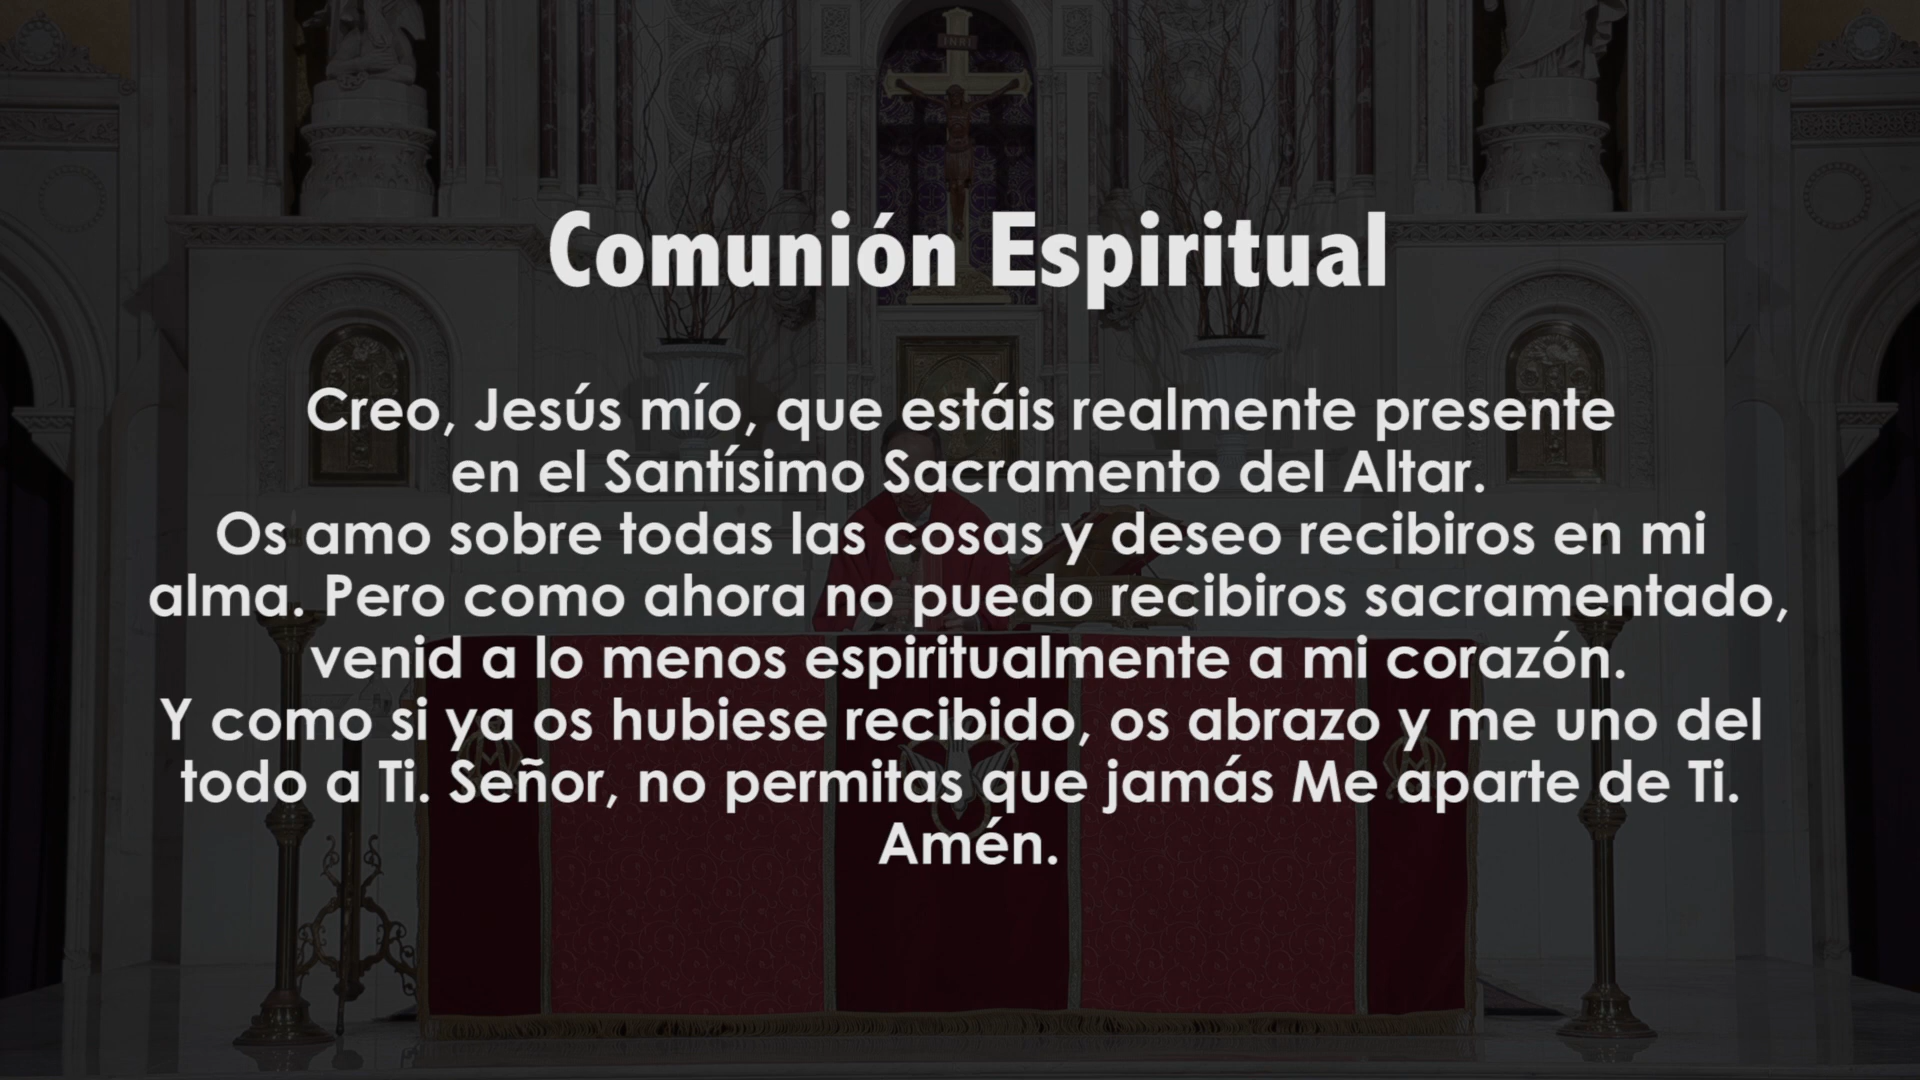 INRI
Comunión Espiritual
Creo, Jesús mío, que estáis realmente presente
en el Santísimo Sacramento del Altar.
Os amo sobre todas las cosas y deseo recibiros en mi
alma. Pero como ahora no puedo recibiros sacramentado,
venid a lo menos espiritualmente a mi corazón.
Y como si ya os hubiese recibido, os abrazo y me uno del
todo a Ti. Señor, no permitas que jamás Me aparte de Ti.
Amén.